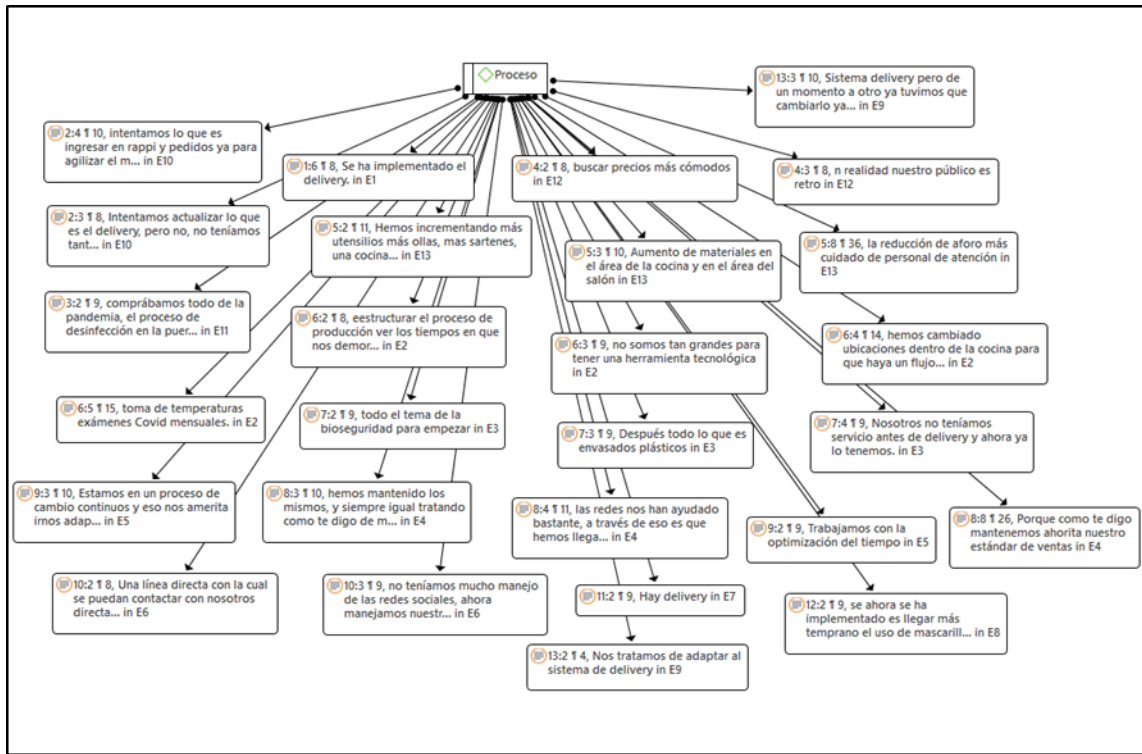 Proceso
13:3 ¶ 10, Sistema delivery pero de
un momento a otro ya tuvimos que
cambiarlo ya... in E9
2:4 ¶ 10, intentamos lo que es
ingresar en rappi y pedidos ya para
agilizar el m... in E10
1:6 ¶ 8, Se ha implementado el
delivery. in E1
4:2 ¶ 8, buscar precios más cómodos
in E12
4:3 ¶ 8, n realidad nuestro público es
retro in E12
2:3 ¶ 8, Intentamos actualizar lo que
es el delivery, pero no, no teníamos
tant... in E10
5:2 ¶ 11, Hemos incrementando más
utensilios más ollas, mas sartenes,
una cocina... in E13
5:3 ¶ 10, Aumento de materiales en
el área de la cocina y en el área del
salón in E13
5:8 ¶ 36, la reducción de aforo más
cuidado de personal de atención in
E13
3:2 ¶ 9, comprábamos todo de la
pandemia, el proceso de
desinfección en la puer... in E11
6:2 ¶ 8, eestructurar el proceso de
producción ver los tiempos en que
nos demor... in E2
6:3 ¶ 9, no somos tan grandes para
tener una herramienta tecnológica
in E2
6:4 ¶ 14, hemos cambiado
ubicaciones dentro de la cocina para
que haya un flujo... in E2
6:5 ¶ 15, toma de temperaturas
exámenes Covid mensuales. in E2
7:2 ¶ 9, todo el tema de la
bioseguridad para empezar in E3
7:3 ¶ 9, Después todo lo que es
envasados plásticos in E3
7:4 ¶ 9, Nosotros no teníamos
servicio antes de delivery y ahora ya
lo tenemos. in E3
9:3 ¶ 10, Estamos en un proceso de
cambio continuos y eso nos amerita
irnos adap... in E5
8:3 ¶ 10, hemos mantenido los
mismos, y siempre igual tratando
como te digo de m... in E4
8:4 ¶ 11, las redes nos han ayudado
bastante, a través de eso es que
hemos llega... in E4
9:2 ¶ 9, Trabajamos con la
optimización del tiempo in E5
8:8 ¶ 26, Porque como te digo
mantenemos ahorita nuestro
estándar de ventas in E4
10:2 ¶ 8, Una línea directa con la cual
se puedan contactar con nosotros
directa... in E6
10:3 ¶ 9, no teníamos mucho manejo
de las redes sociales, ahora
manejamos nuestr... in E6
11:2 ¶ 9, Hay delivery in E7
12:2 ¶ 9, se ahora se ha
implementado es llegar más
temprano el uso de mascarill... in E8
13:2 ¶ 4, Nos tratamos de adaptar al
sistema de delivery in E9